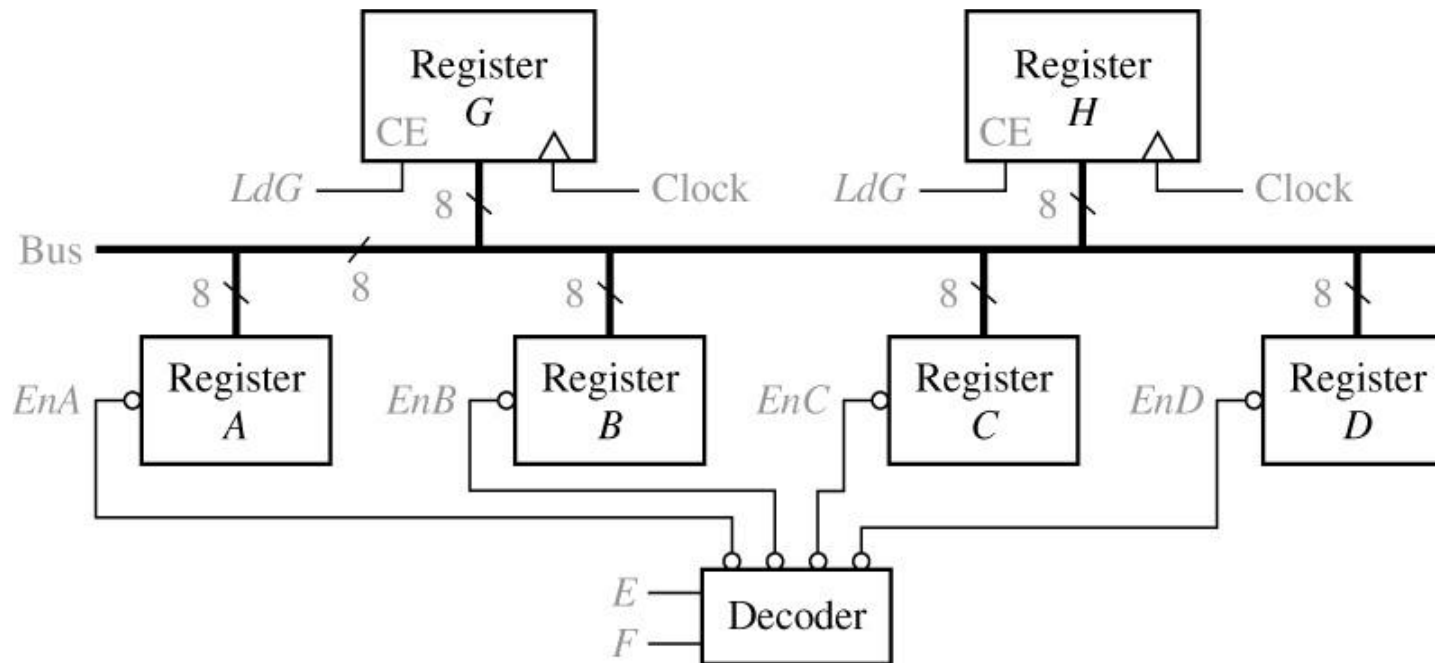 Register
G
CE
LdG
Clock
8
Register
H
CE
LdG
Clock
8
Bus
8
8
8
8
8
EnA
Register
A
EnB
Register
B
EnC
Register
C
EnD
Register
D
E
F
Decoder